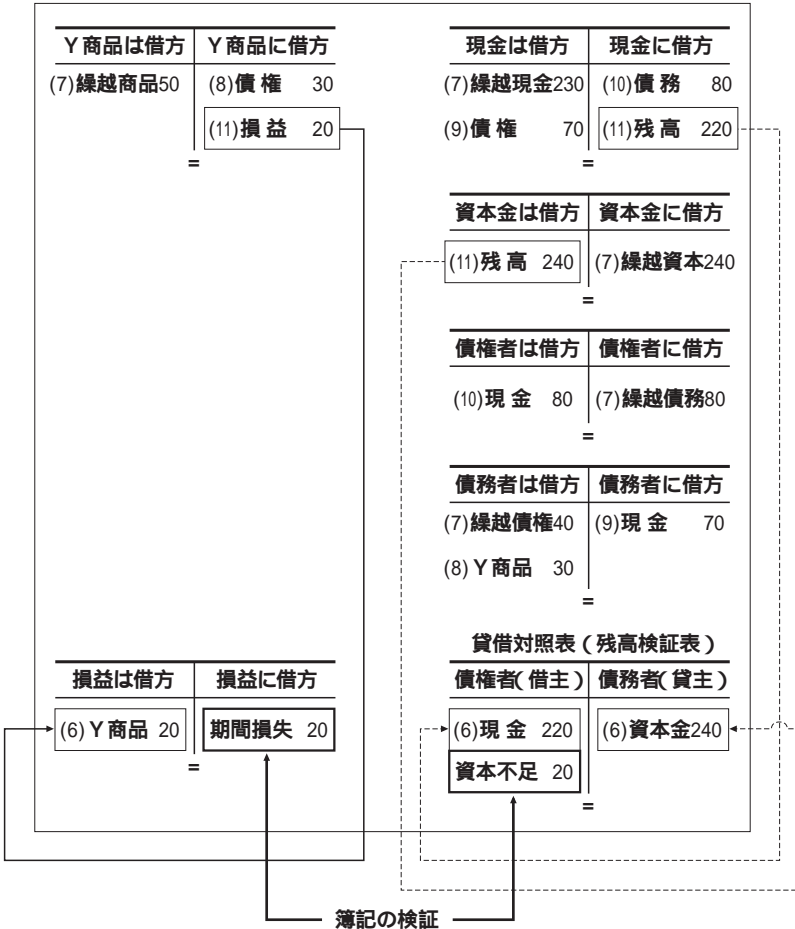 Y商品は借方 Y商品に借方
(7)繰越商品50 (8)債権 30
(11)損益 20
=
現金は借方 現金に借方
(7)繰越現金230 (10)債務 80
(9)債権 70 (11)残高 220
=
資本金は借方 資本金に借方
(11)残高 240 (7)繰越資本240
=
債権者は借方 債権者に借方
(10)現金 80 (7)繰越債務80
=
債務者は借方 債務者に借方
(7)繰越債権40 (9)現金 70
(8)Y商品 30
=
損益は借方 損益に借方
(6)Y商品 20 期間損失 20
=
貸借対照表(残高検証表)
債権者(借主) 債務者(貸主)
(6)現金 220 (6)資本金240
資本不足 20
=
簿記の検証